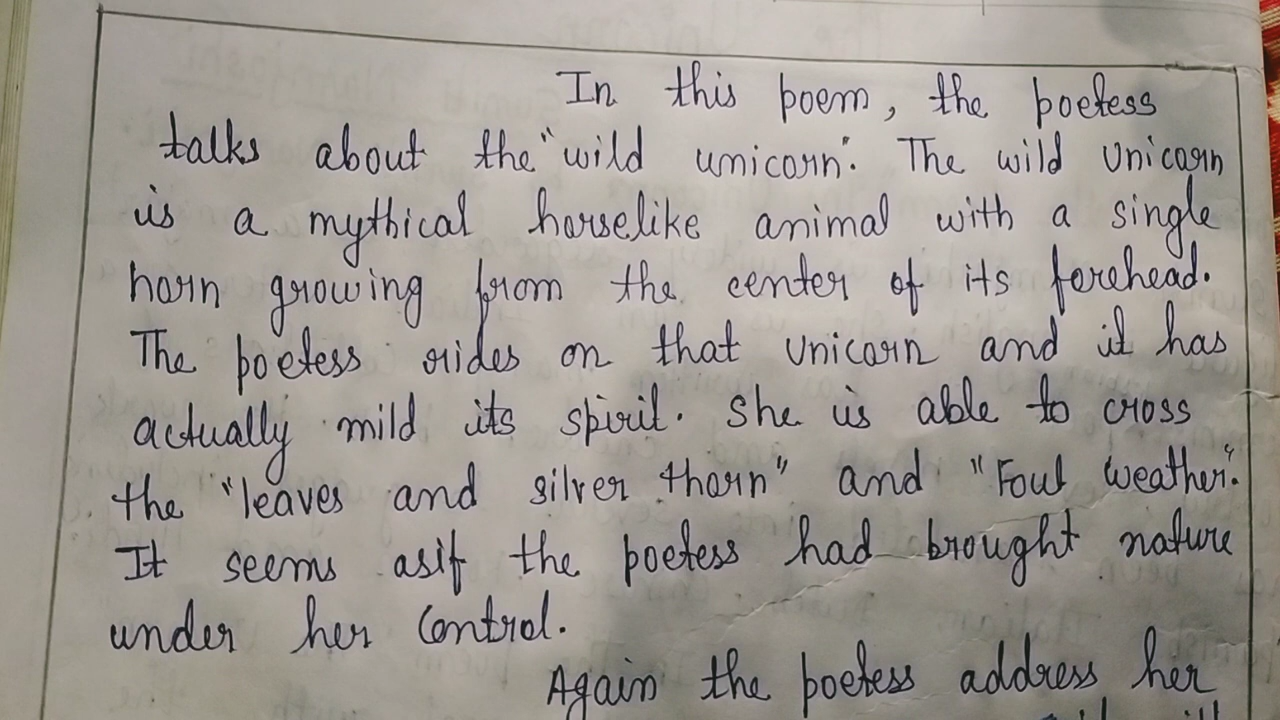 In this poem, the poetess
talks about the "wild unicorn". The wild unicorn
is a mythical horselike animal with a single
horn growing from the center of its forehead.
The poetess rides on that unicorn and it has
actually mild its spirit. She is able to cross
the "leaves and silver thorn" and "Foul weather".
It seems asif the poetess had brought nature
under her control.
Again the poetess address her